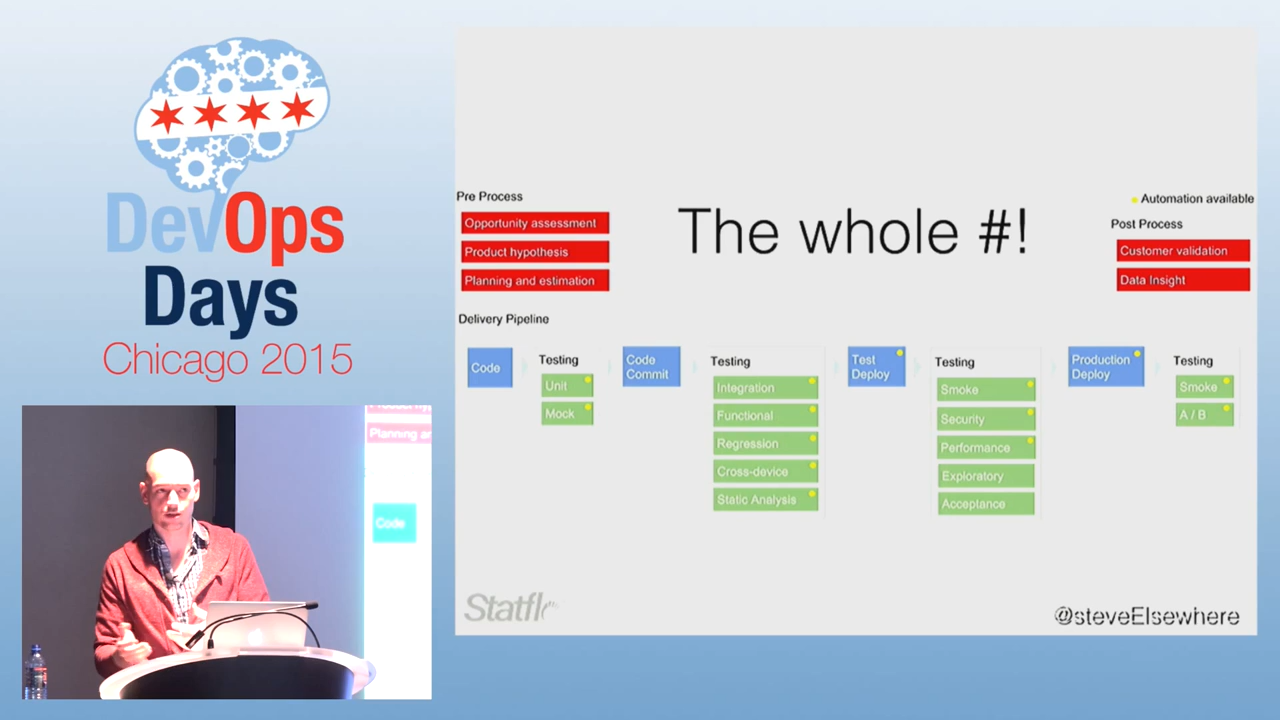 DevOps
Days
Chicago 2015
Pre Process
Opportunity assessment
Product hypothesis
Planning and estimation
The whole #!
Automation available
Post Process
Customer validation
Data Insight
Delivery Pipeline
Code
Testing
Unit
Mock
Code
Commit
Testing
Integration
Functional
Regression
Cross-device
Static Analysis
Test
Deploy
Testing
Smoke
Security
Performance
Exploratory
Acceptance
Production
Deploy
Testing
Smoke
A / B
@steveElsewhere
Planning
Code